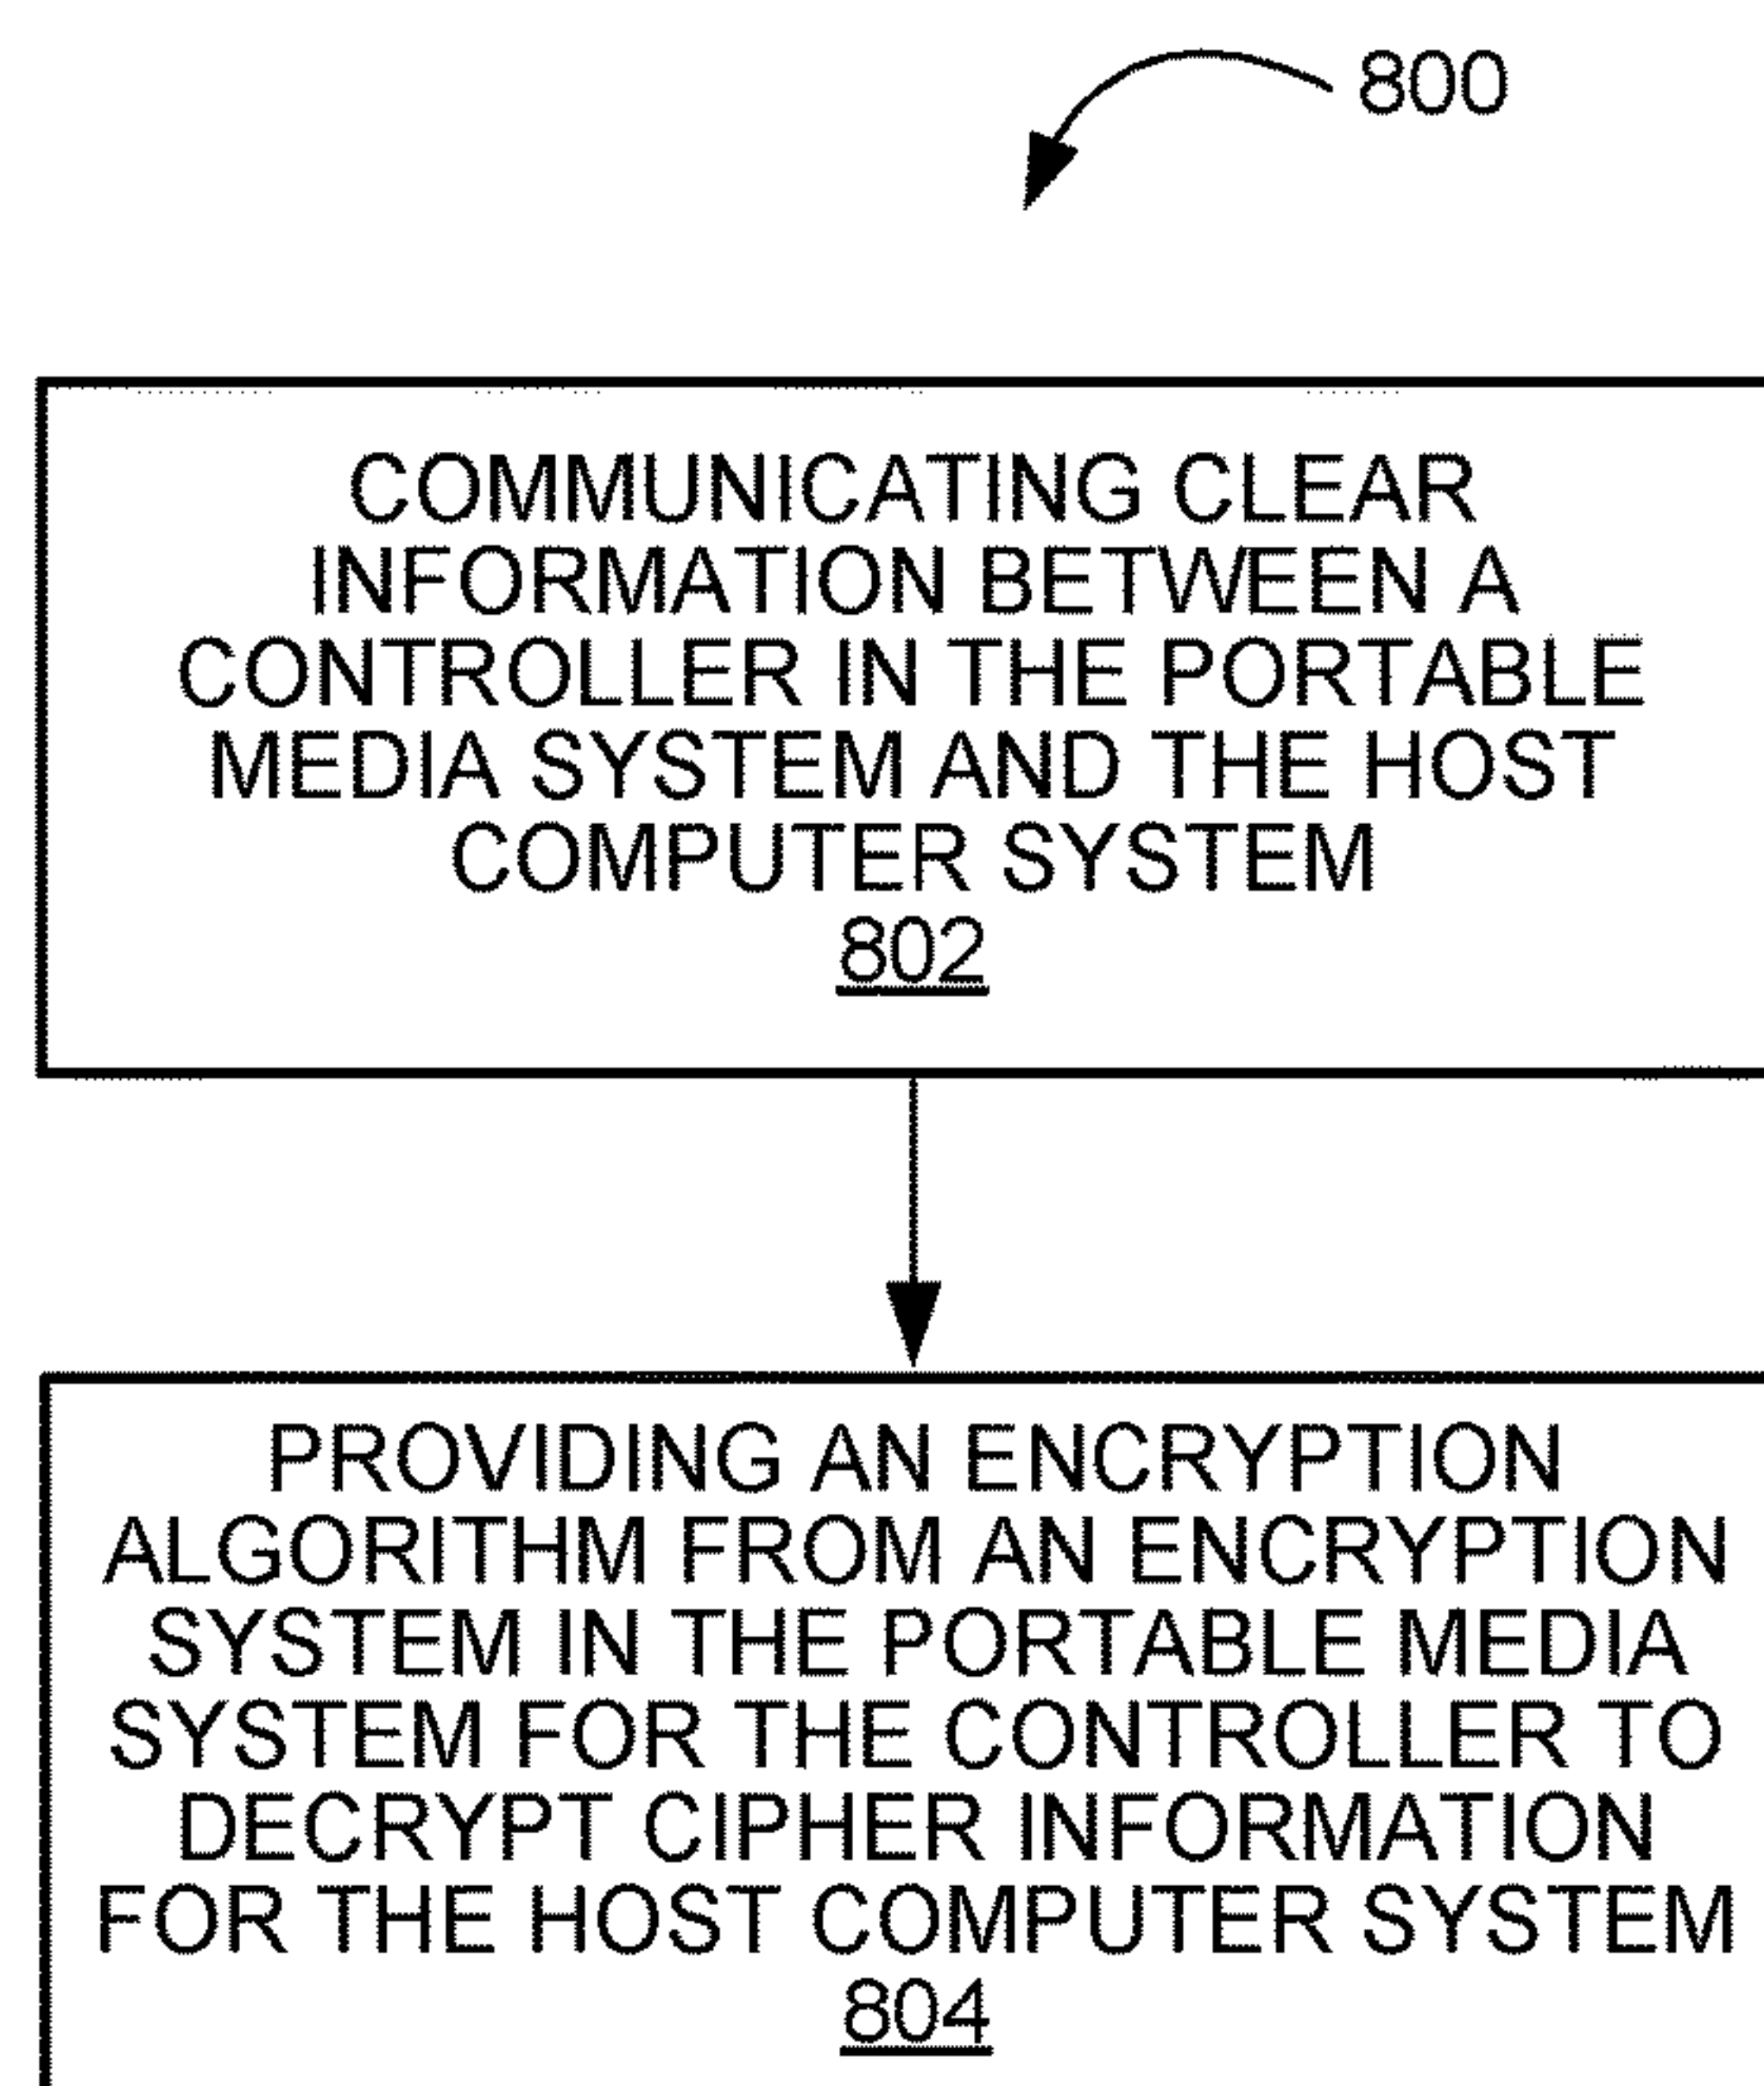 800
COMMUNICATING CLEAR
INFORMATION BETWEEN A
CONTROLLER IN THE PORTABLE
MEDIA SYSTEM AND THE HOST
COMPUTER SYSTEM
802
PROVIDING AN ENCRYPTION
ALGORITHM FROM AN ENCRYPTION
SYSTEM IN THE PORTABLE MEDIA
SYSTEM FOR THE CONTROLLER TO
DECRYPT CIPHER INFORMATION
FOR THE HOST COMPUTER SYSTEM
804